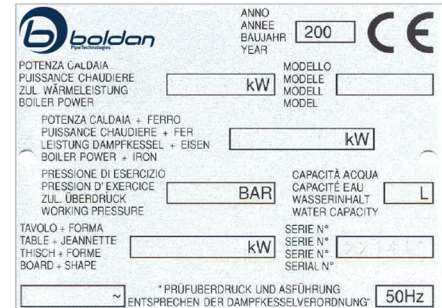 boldan
PipeTechnologies
ANNO
ANNEE
BAUJAHR 200
YEAR
CE
POTENZA CALDAIA
PUISSANCE CHAUDIERE
ZUL. WÄRMELEISTUNG
BOILER POWER
kW
MODELLO
MODELE
MODELL
MODEL
POTENZA CALDAIA + FERRO
PUISSANCE CHAUDIERE + FER
LEISTUNG DAMPFKESSEL + EISEN
BOILER POWER + IRON
kW
PRESSIONE DI ESERCIZIO
PRESSION D'EXERCICE
ZUL. ÜBERDRUCK
WORKING PRESSURE
BAR
CAPACITÀ ACQUA
CAPACITÉ EAU
WASSERINHALT
WATER CAPACITY
L
TAVOLO + FORMA
TABLE + JEANNETTE
THISCH + FORME
BOARD + SHAPE
kW
SERIE N°
SERIE N°
SERIE N°
SERIAL N°
~
"PRÜFUBERDRUCK UND ASFÜHRUNG
ENTSPRECHEN DER DAMPFKESSELVERORDNUNG"
50Hz